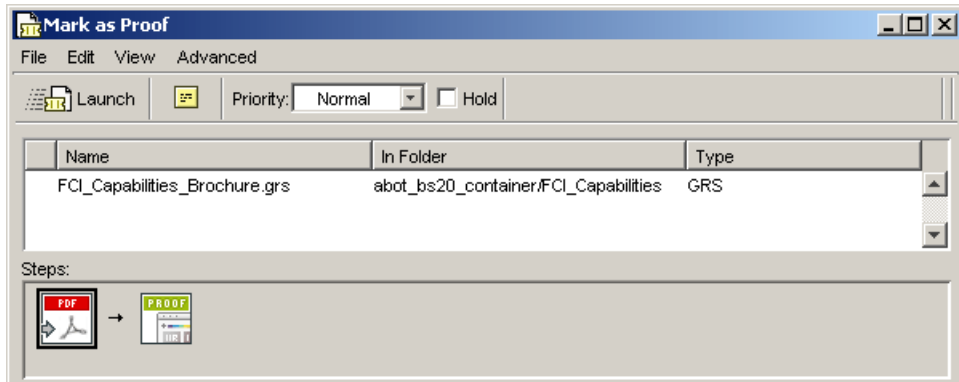 Mark as Proof
File Edit View Advanced
Launch Priority: Normal Hold
Name In Folder Type
FCI_Capabilities_Brochure.grs abot_bs20_container/FCI_Capabilities GRS
Steps:
PDF PROOF